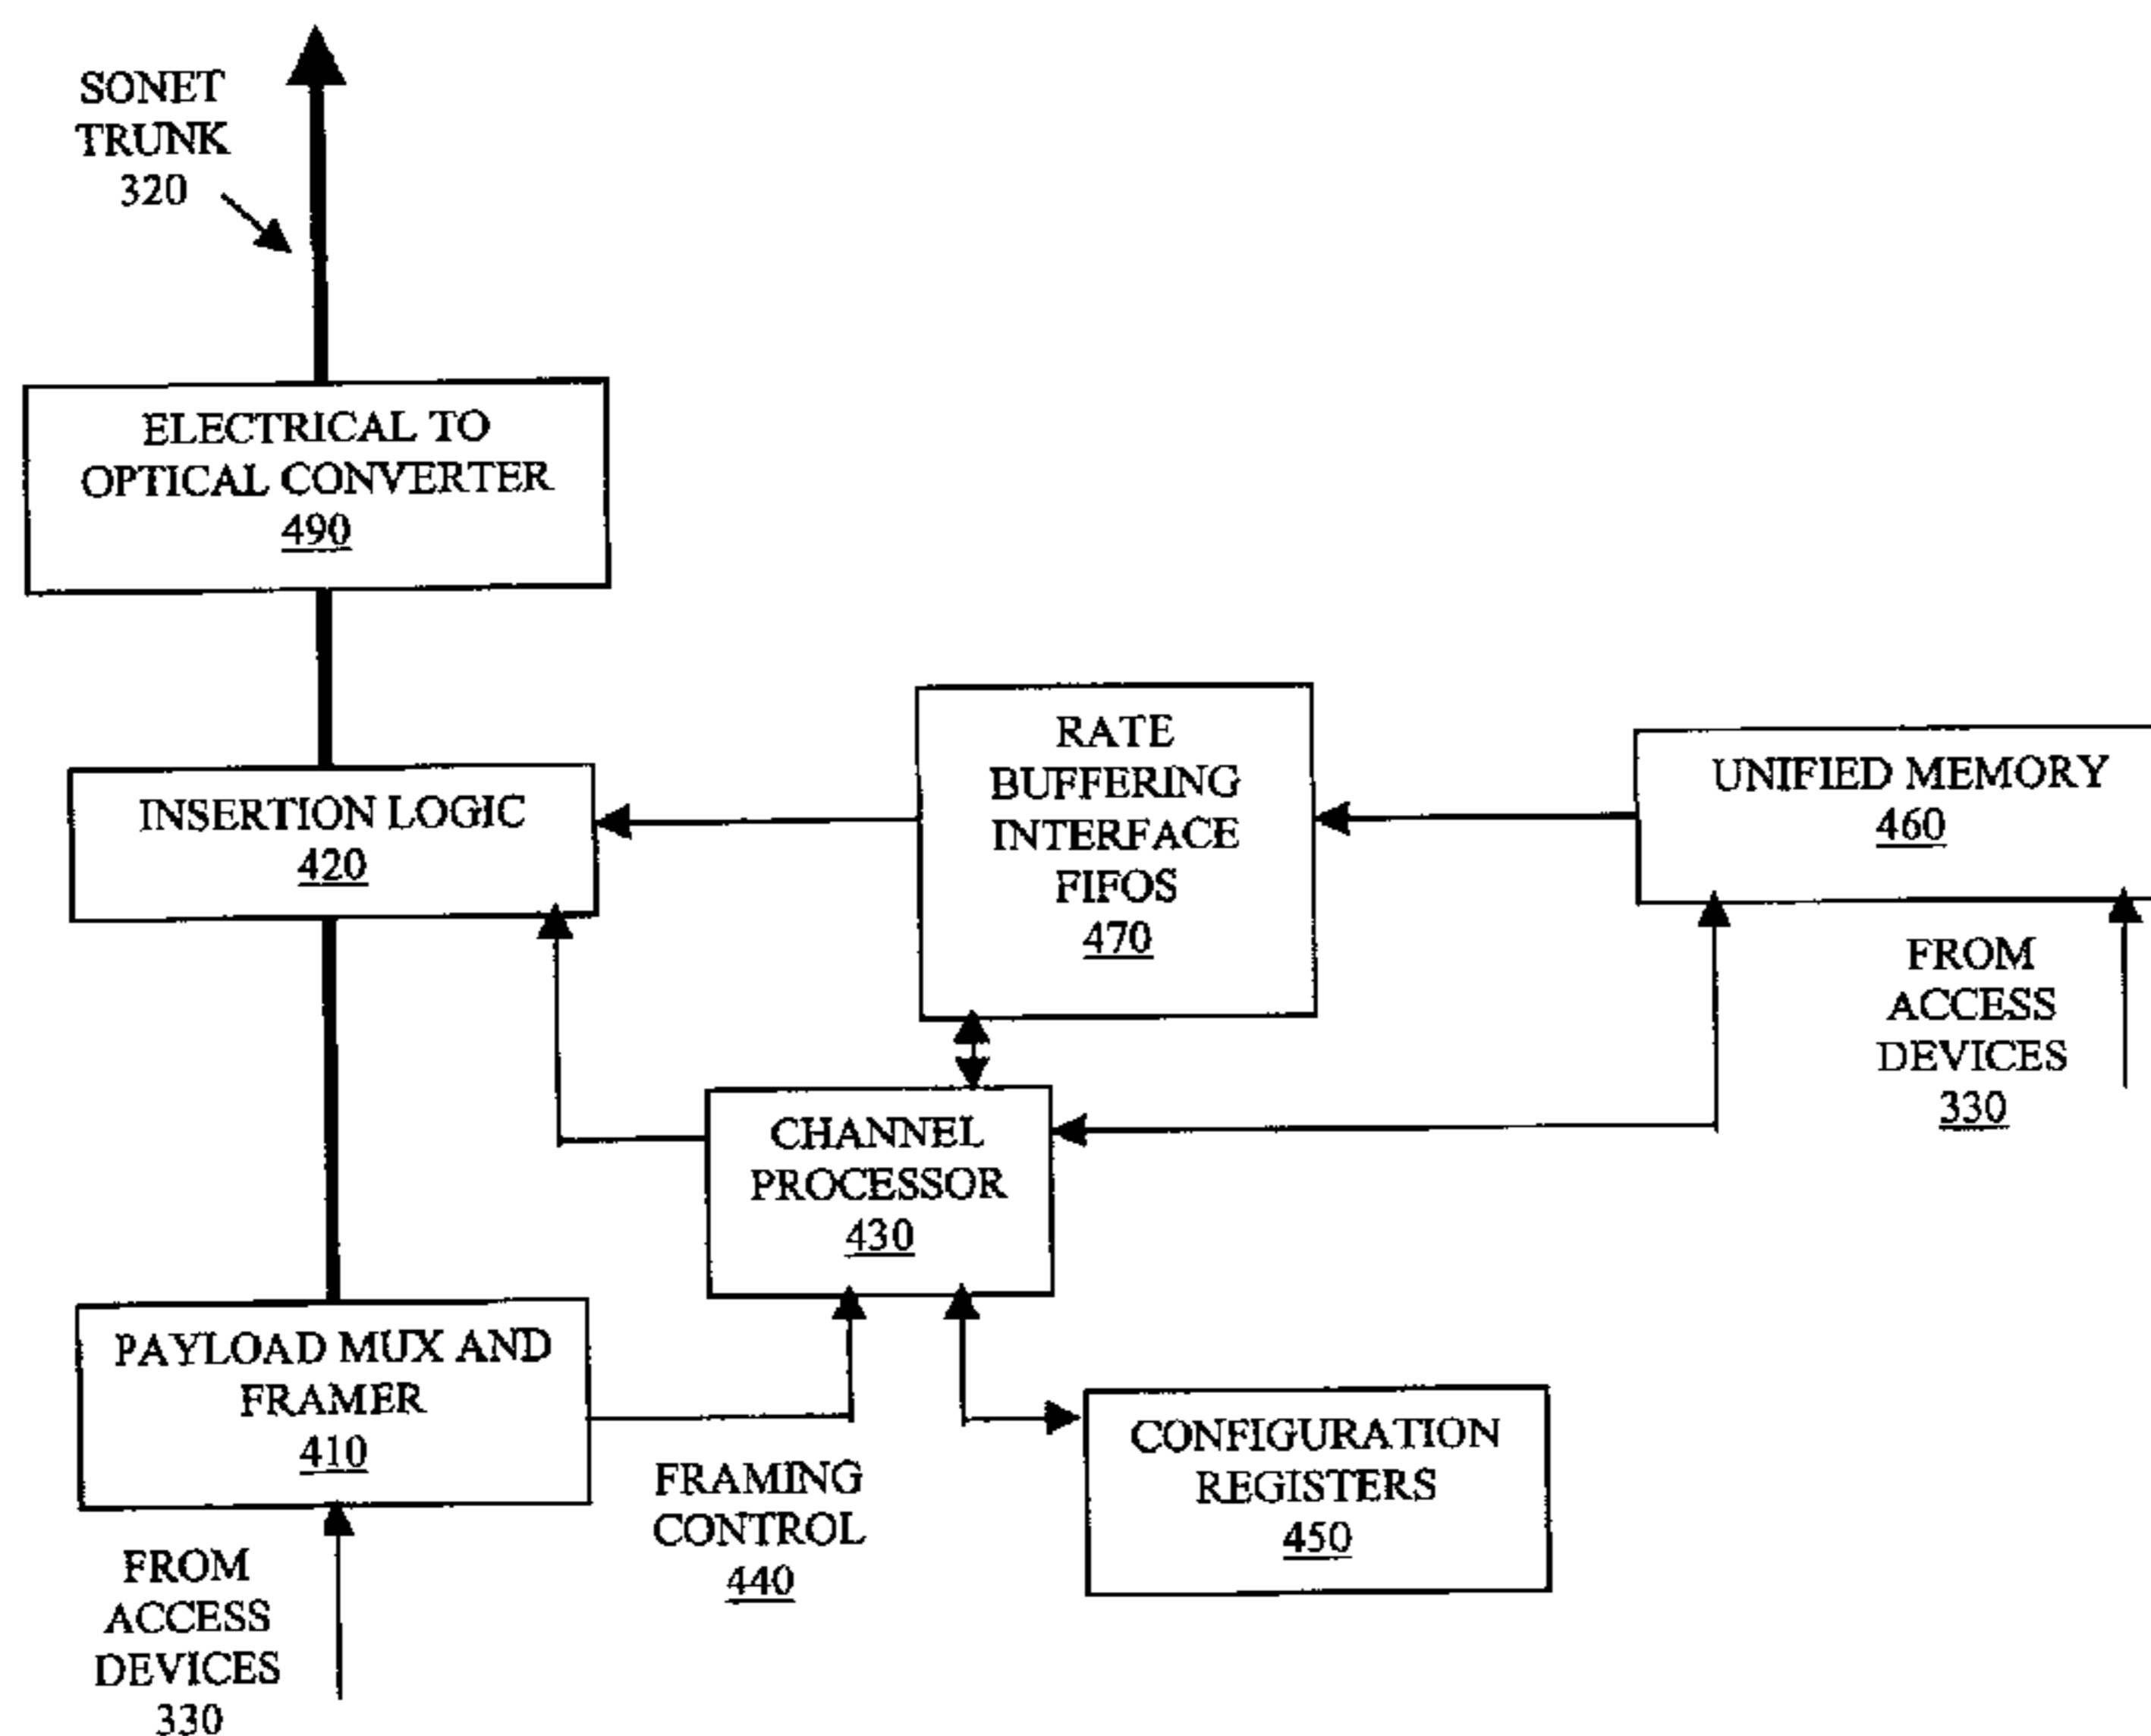 SONET
TRUNK
320
ELECTRICAL TO
OPTICAL CONVERTER
490
INSERTION LOGIC
420
RATE
BUFFERING
INTERFACE
FIFOS
470
UNIFIED MEMORY
460
FROM
ACCESS
DEVICES
330
CHANNEL
PROCESSOR
430
PAYLOAD MUX AND
FRAMER
410
FRAMING
CONTROL
440
CONFIGURATION
REGISTERS
450
FROM
ACCESS
DEVICES
330